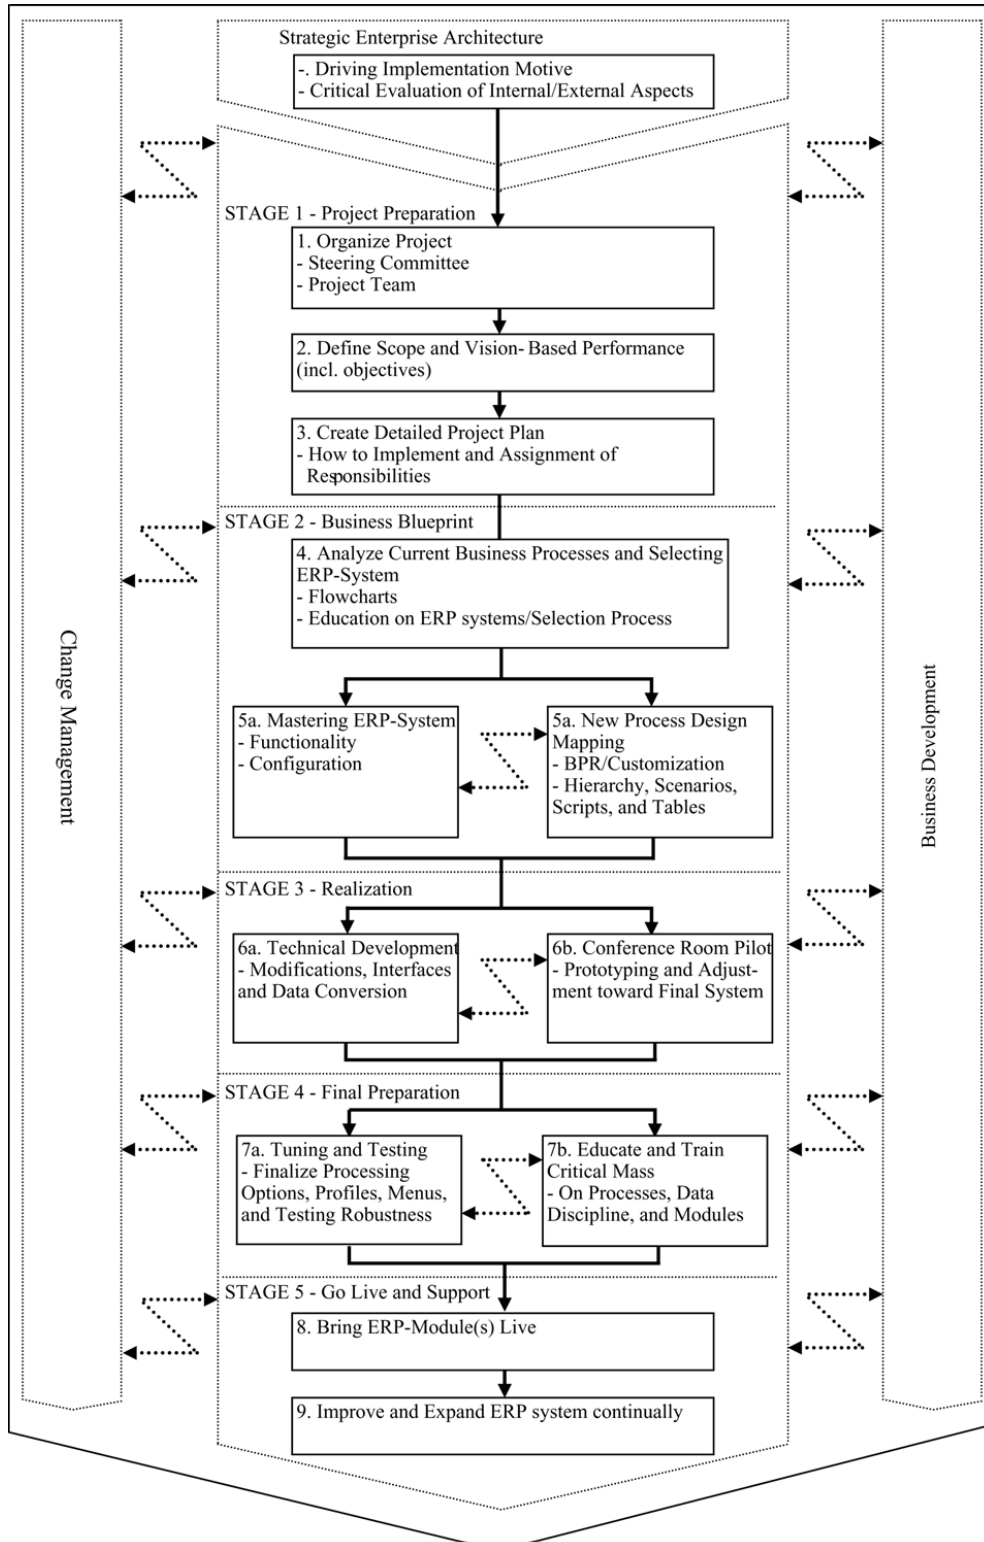 Strategic Enterprise Architecture
-. Driving Implementation Motive
- Critical Evaluation of Internal/External Aspects
STAGE 1 - Project Preparation
1. Organize Project
- Steering Committee
- Project Team
2. Define Scope and Vision-Based Performance
(incl. objectives)
3. Create Detailed Project Plan
- How to Implement and Assignment of
Responsibilities
STAGE 2 - Business Blueprint
4. Analyze Current Business Processes and Selecting
ERP-System
- Flowcharts
- Education on ERP systems/Selection Process
5a. Mastering ERP-System
- Functionality
- Configuration
5a. New Process Design
Mapping
- BPR/Customization
- Hierarchy, Scenarios,
Scripts, and Tables
STAGE 3 - Realization
6a. Technical Development
- Modifications, Interfaces
and Data Conversion
6b. Conference Room Pilot
- Prototyping and Adjust-
ment toward Final System
STAGE 4 - Final Preparation
7a. Tuning and Testing
- Finalize Processing
Options, Profiles, Menus,
and Testing Robustness
7b. Educate and Train
Critical Mass
- On Processes, Data
Discipline, and Modules
STAGE 5 - Go Live and Support
8. Bring ERP-Module(s) Live
9. Improve and Expand ERP system continually
Change Management
Business Development